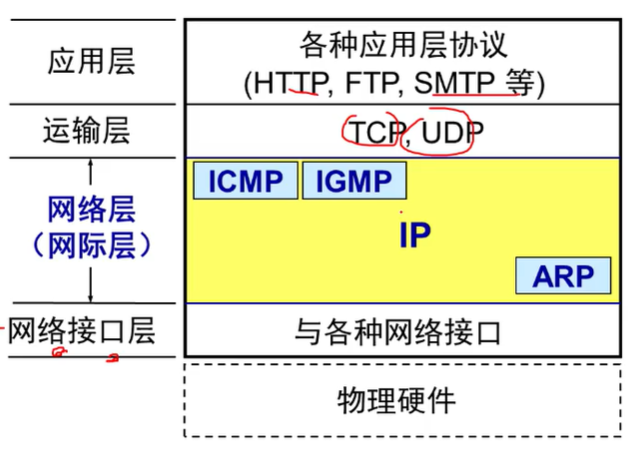 应用层
各种应用层协议
(HTTP, FTP, SMTP 等)
运输层
TCP, UDP
网络层
(网际层)
ICMP
IGMP
IP
ARP
网络接口层
与各种网络接口
物理硬件